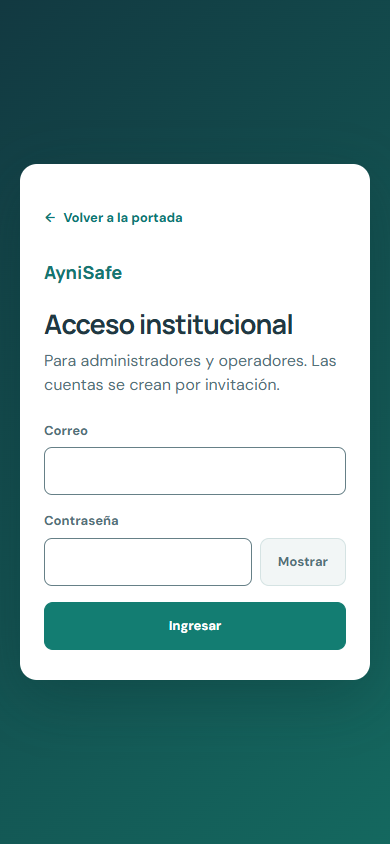 ← Volver a la portada
AyniSafe
Acceso institucional
Para administradores y operadores. Las
cuentas se crean por invitación.
Correo
Contraseña
Mostrar
Ingresar